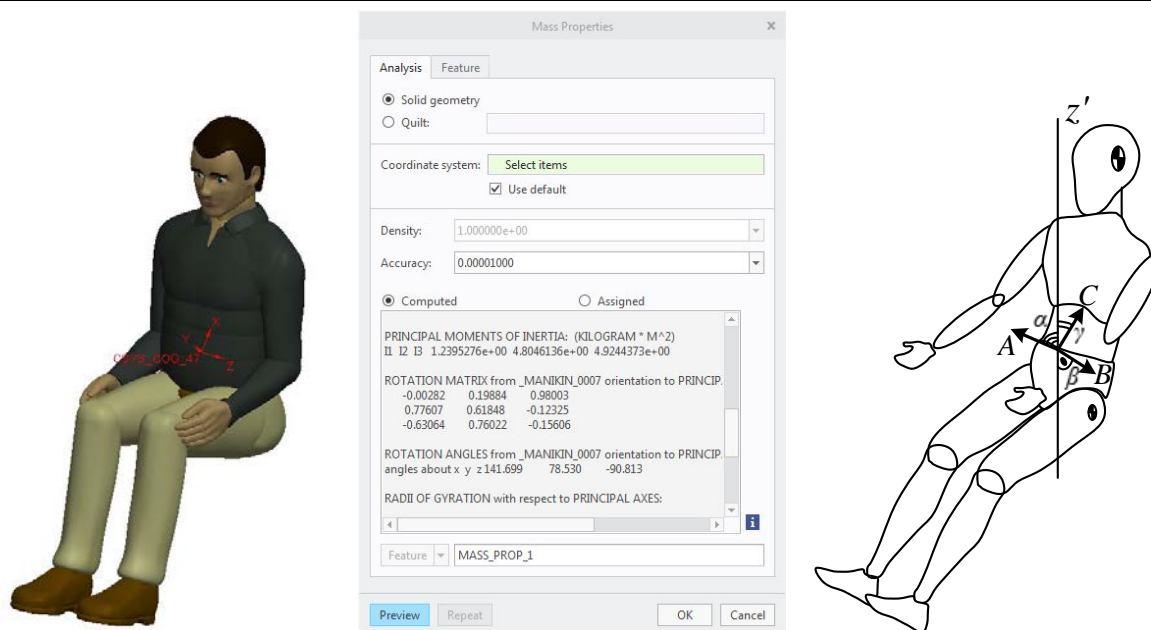 Mass Properties
x
Analysis Feature
Solid geometry
Quilt:
Coordinate system: Select items
Use default
Density: 1.000000e+00
Accuracy: 0.00001000
Computed Assigned
PRINCIPAL MOMENTS OF INERTIA: (KILOGRAM * M^2)
I1 I2 I3 1.2395276e+00 4.8046136e+00 4.9244373e+00
ROTATION MATRIX from _MANIKIN_0007 orientation to PRINCIP
-0.00282 0.19884 0.98003
0.77607 0.61848 -0.12325
-0.63064 0.76022 -0.15606
ROTATION ANGLES from _MANIKIN_0007 orientation to PRINCIP
angles about x y z 141.699 78.530 -90.813
RADII OF GYRATION with respect to PRINCIPAL AXES:
i
Feature MASS_PROP_1
Preview Repeat OK Cancel
X
Y
Z
z'
C
α
γ
A
β
B